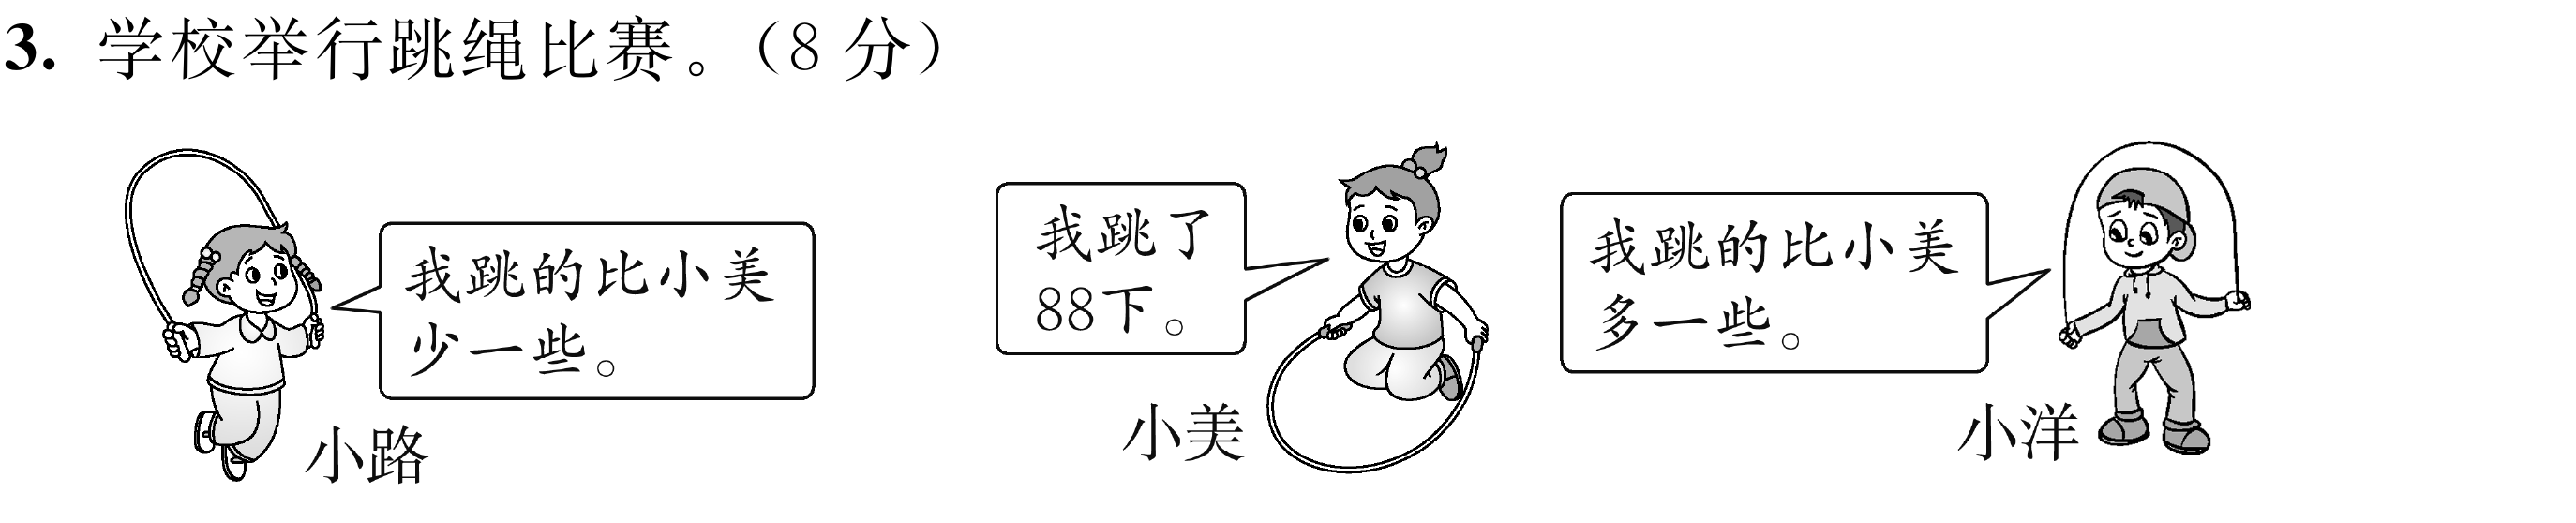 3. 学校举行跳绳比赛。（8 分）
我跳的比小美
少一些。
小路
我跳了
88下。
小美
我跳的比小美
多一些。
小洋